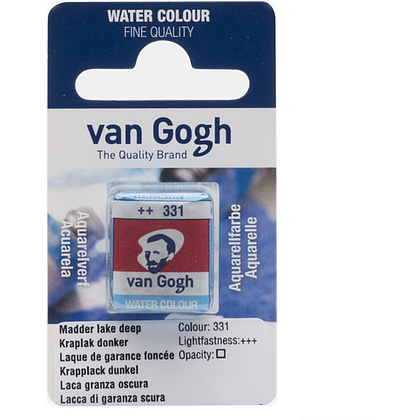 WATER COLOUR
FINE QUALITY
van Gogh
The Quality Brand
Aquarelverf
Acuarela
++ 331
van Gogh
WATER COLOUR
Aquarellfarbe
Aquarelle
Madder lake deep
Kraplak donker
Laque de garance foncée
Krapplack dunkel
Laca granza oscura
Lacca di garanza scura
Colour: 331
Lightfastness:+++
Opacity: